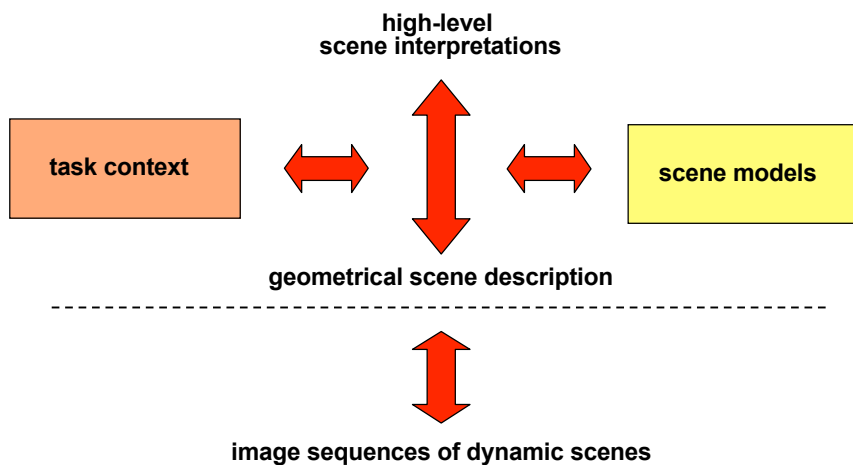 high-level
scene interpretations
task context
scene models
geometrical scene description
image sequences of dynamic scenes